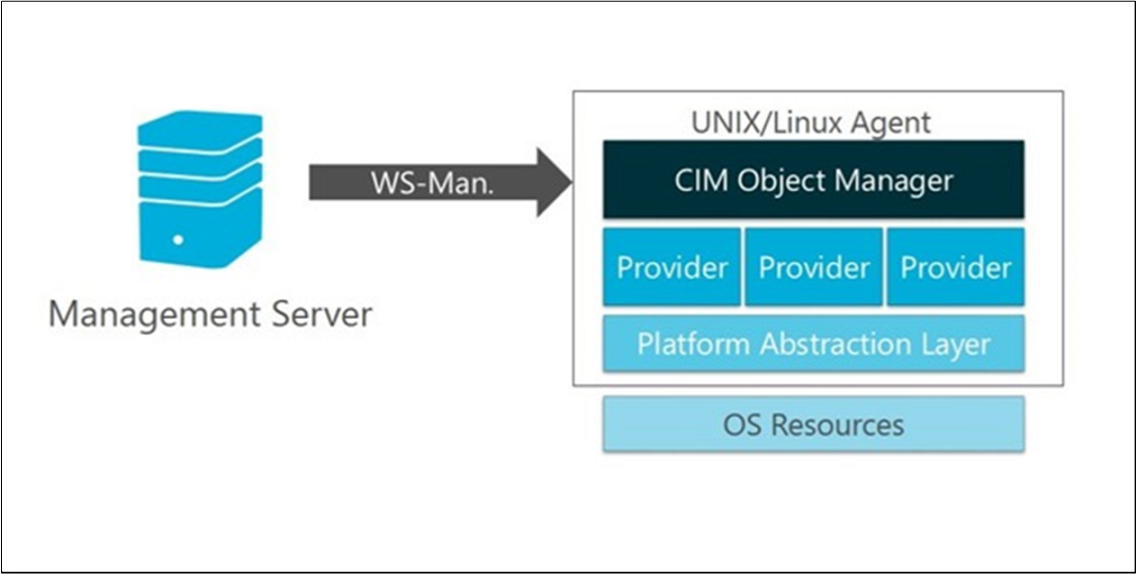 UNIX/Linux Agent
CIM Object Manager
WS-Man.
Provider Provider Provider
Management Server
Platform Abstraction Layer
OS Resources